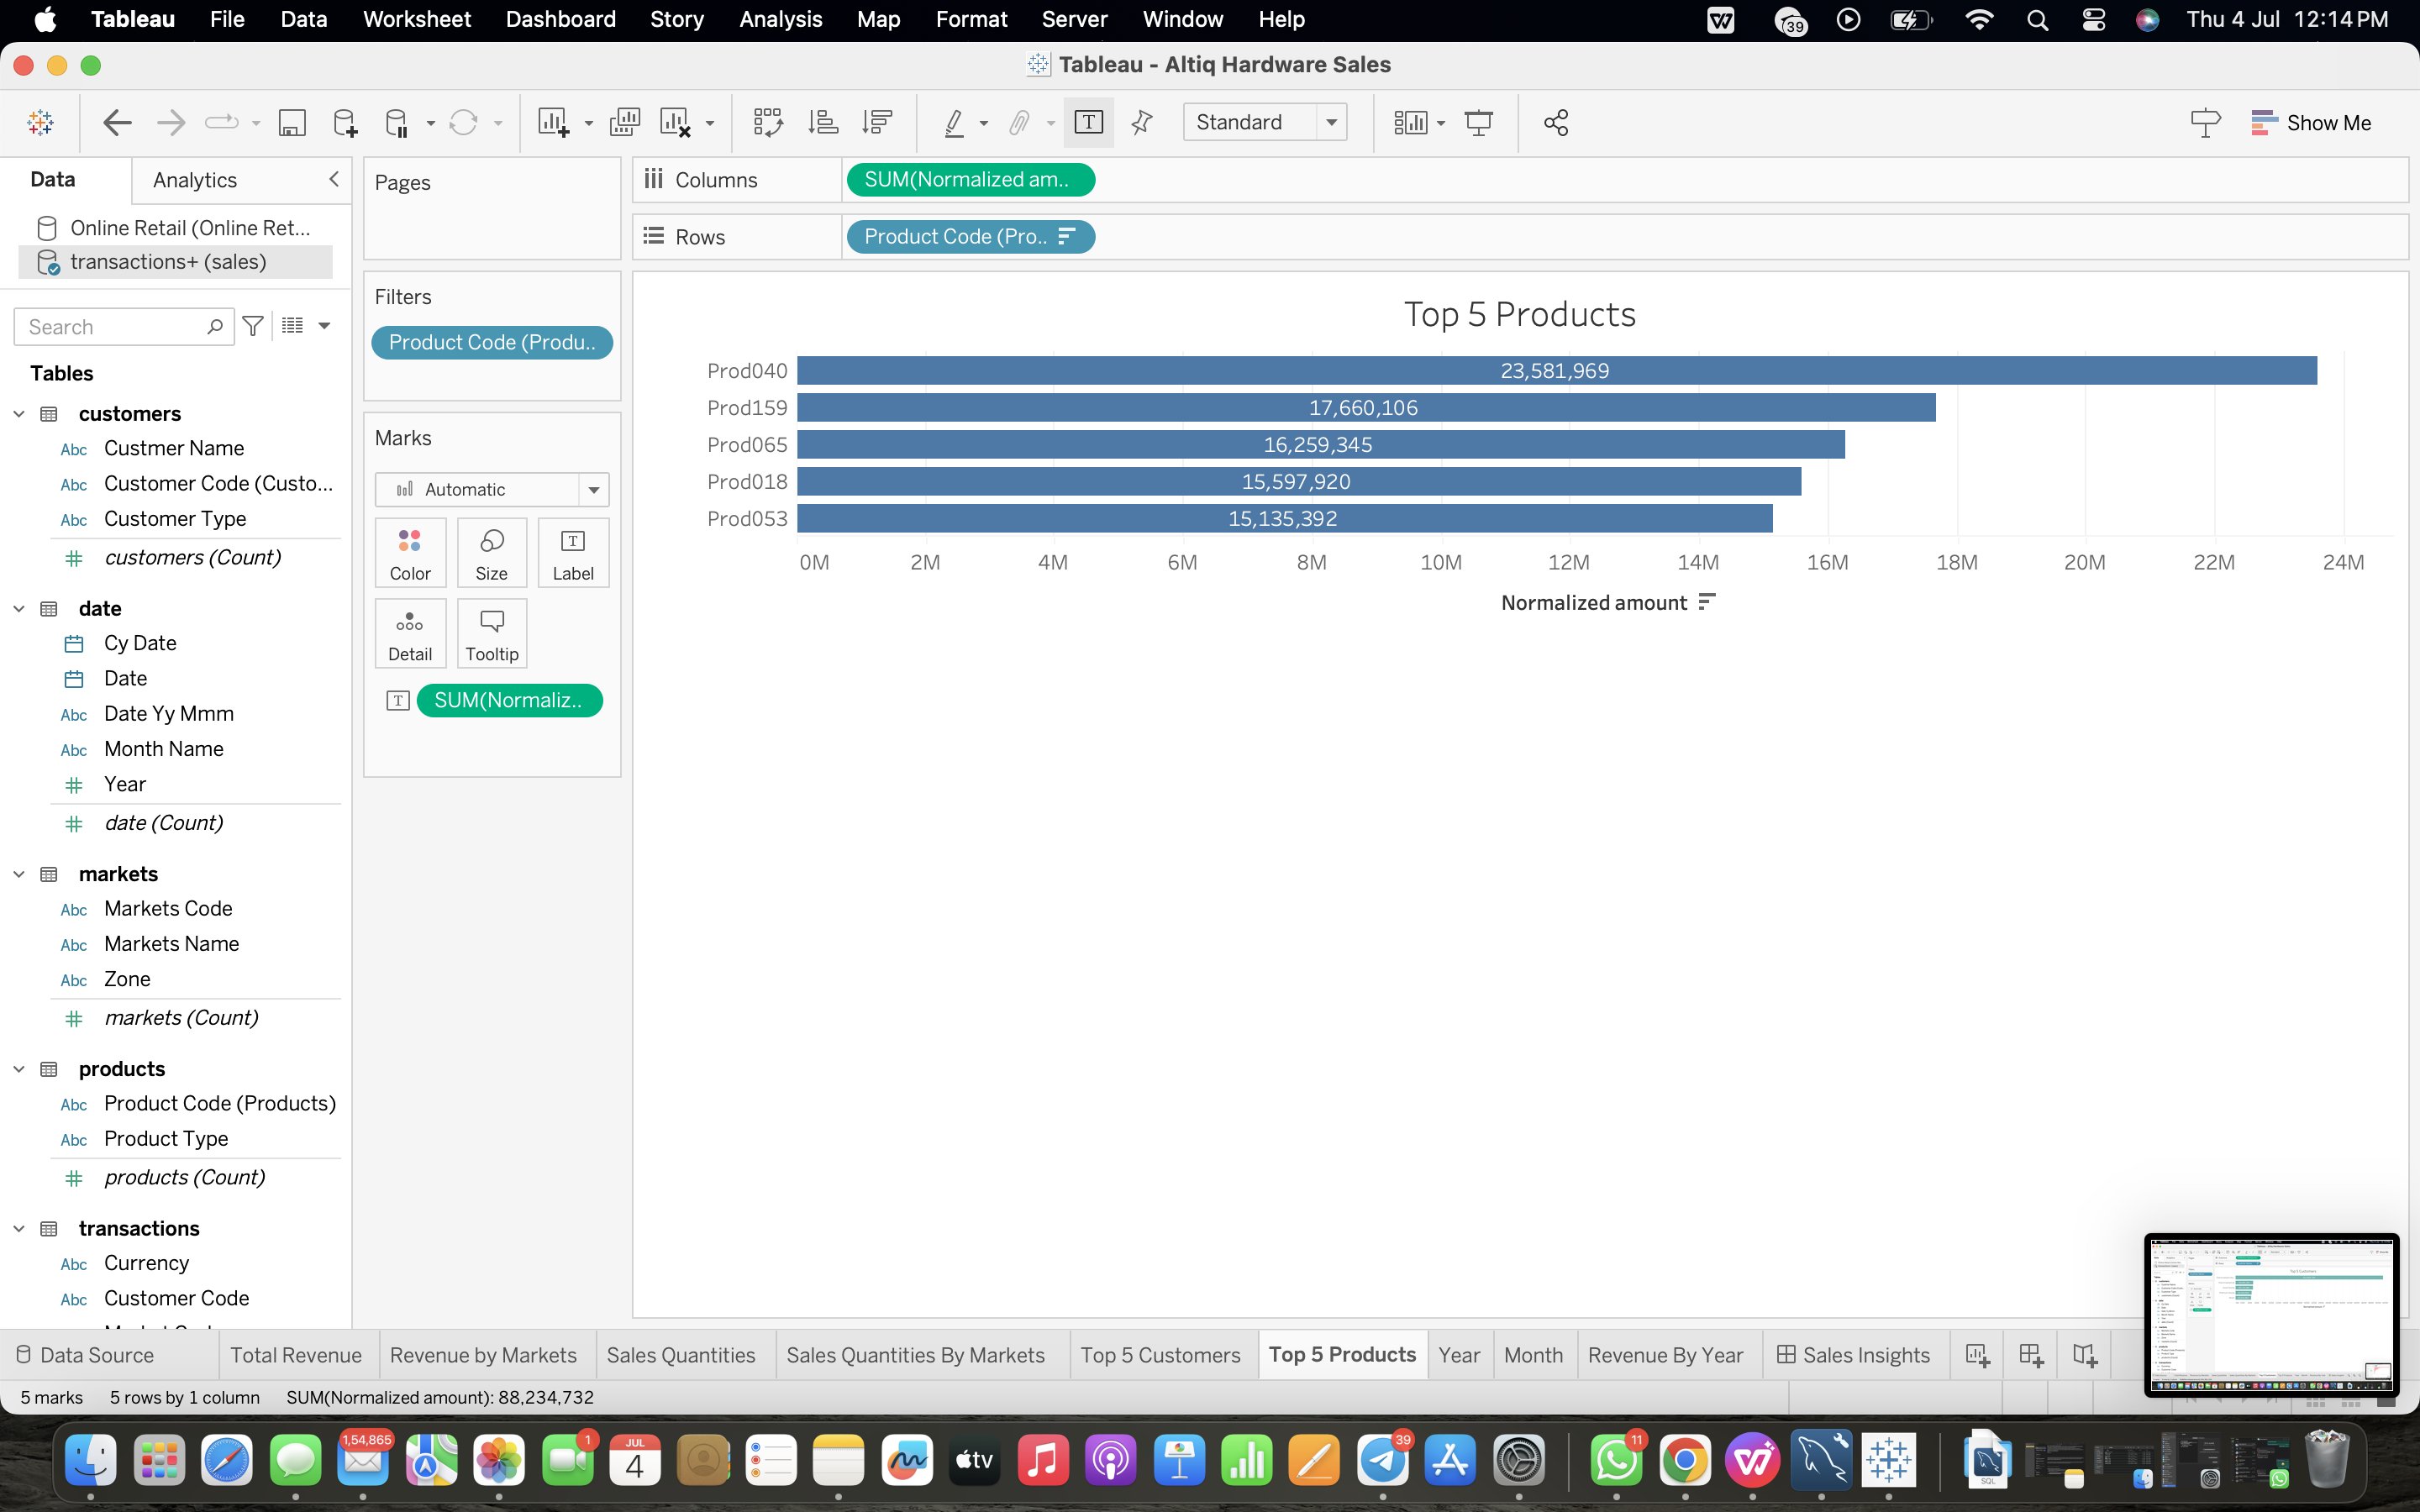 Tableau File Data Worksheet Dashboard Story Analysis Map Format Server Window Help 39 Thu 4 Jul 12:14 PM
Tableau - Altiq Hardware Sales
Standard Show Me
Data Analytics
Online Retail (Online Ret...
transactions+ (sales)
Search
Tables
customers
Abc Custmer Name
Abc Customer Code (Custo...
Abc Customer Type
customers (Count)
date
Cy Date
Date
Abc Date Yy Mmm
Abc Month Name
Year
date (Count)
markets
Abc Markets Code
Abc Markets Name
Abc Zone
markets (Count)
products
Abc Product Code (Products)
Abc Product Type
products (Count)
transactions
Abc Currency
Abc Customer Code
Pages
Filters
Product Code (Produ..
Marks
Automatic
Color Size Label
Detail Tooltip
SUM(Normaliz..
Columns SUM(Normalized am..
Rows Product Code (Pro..
Top 5 Products
Prod040 23,581,969
Prod159 17,660,106
Prod065 16,259,345
Prod018 15,597,920
Prod053 15,135,392
0M 2M 4M 6M 8M 10M 12M 14M 16M 18M 20M 22M 24M
Normalized amount
Data Source Total Revenue Revenue by Markets Sales Quantities Sales Quantities By Markets Top 5 Customers Top 5 Products Year Month Revenue By Year Sales Insights
5 marks 5 rows by 1 column SUM(Normalized amount): 88,234,732
1,54,865 1 JUL 4 tv 39 11 SQL